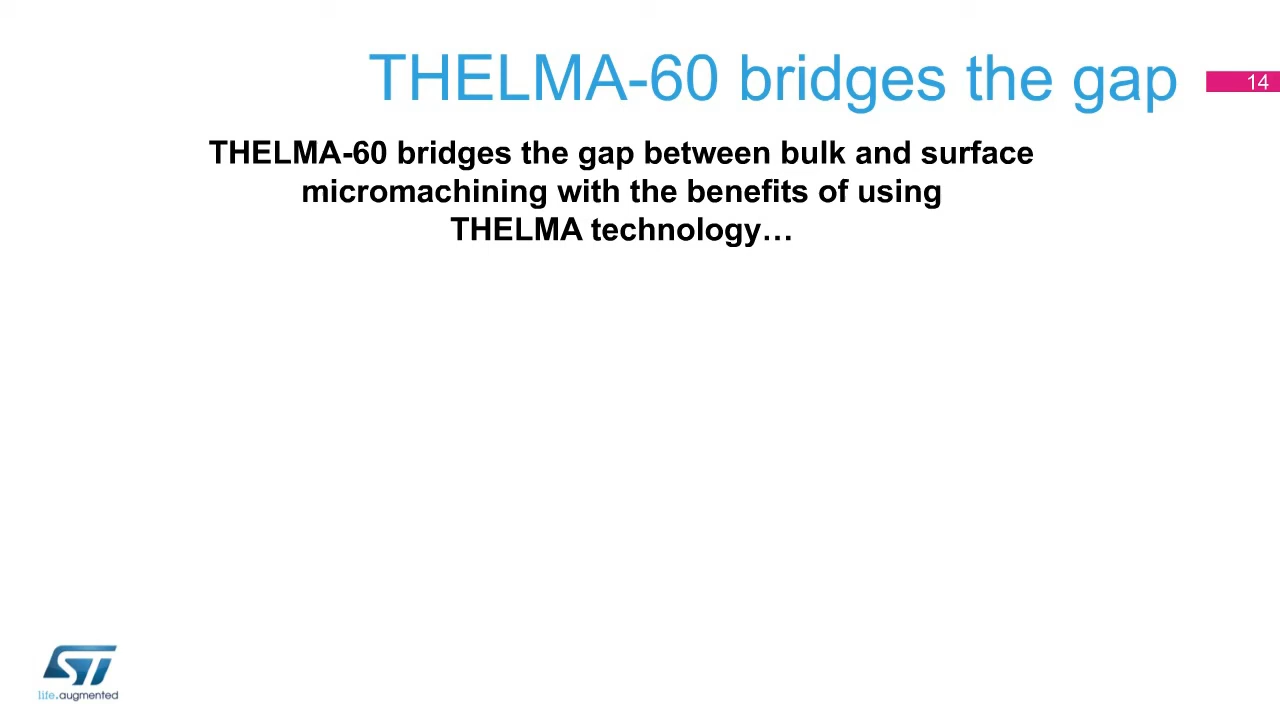 THELMA-60 bridges the gap
14
THELMA-60 bridges the gap between bulk and surface
micromachining with the benefits of using
THELMA technology…
ST
life.augmented